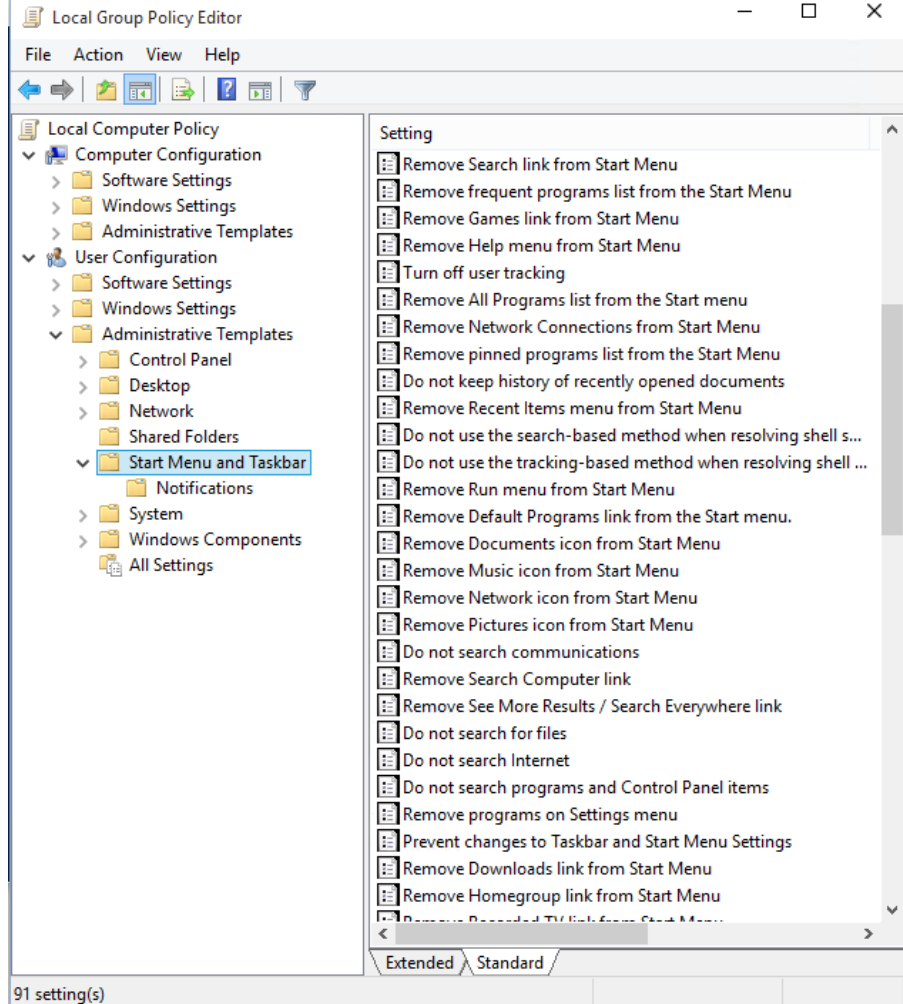 Local Group Policy Editor
File Action View Help
Local Computer Policy
Computer Configuration
Software Settings
Windows Settings
Administrative Templates
User Configuration
Software Settings
Windows Settings
Administrative Templates
Control Panel
Desktop
Network
Shared Folders
Start Menu and Taskbar
Notifications
System
Windows Components
All Settings
Setting
Remove Search link from Start Menu
Remove frequent programs list from the Start Menu
Remove Games link from Start Menu
Remove Help menu from Start Menu
Turn off user tracking
Remove All Programs list from the Start menu
Remove Network Connections from Start Menu
Remove pinned programs list from the Start Menu
Do not keep history of recently opened documents
Remove Recent Items menu from Start Menu
Do not use the search-based method when resolving shell s...
Do not use the tracking-based method when resolving shell ...
Remove Run menu from Start Menu
Remove Default Programs link from the Start menu.
Remove Documents icon from Start Menu
Remove Music icon from Start Menu
Remove Network icon from Start Menu
Remove Pictures icon from Start Menu
Do not search communications
Remove Search Computer link
Remove See More Results / Search Everywhere link
Do not search for files
Do not search Internet
Do not search programs and Control Panel items
Remove programs on Settings menu
Prevent changes to Taskbar and Start Menu Settings
Remove Downloads link from Start Menu
Remove Homegroup link from Start Menu
Remove Recorded TV link from Start Menu
Extended Standard
91 setting(s)